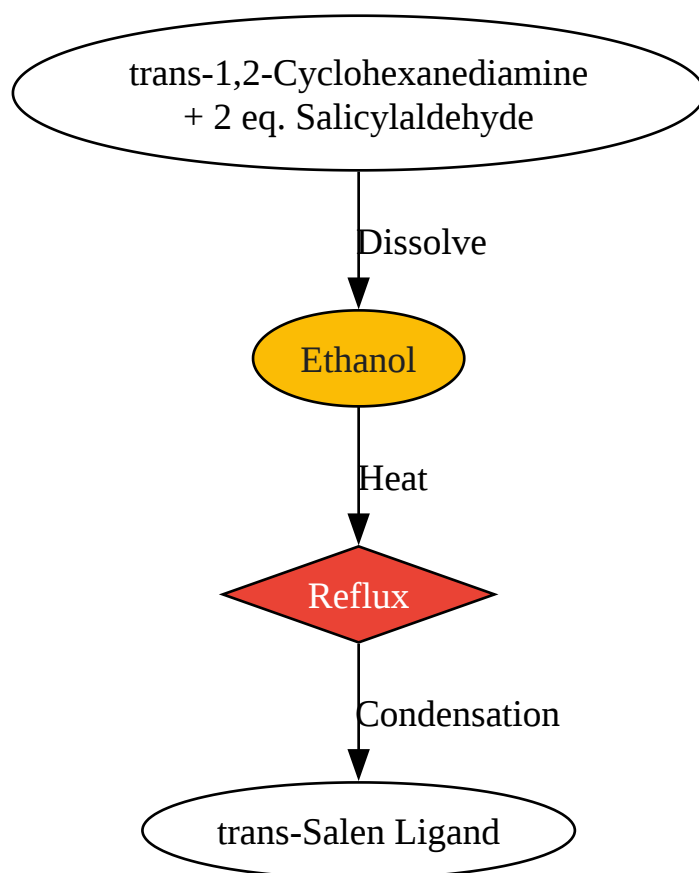 trans-1,2-Cyclohexanediamine
+ 2 eq. Salicylaldehyde
Dissolve
Ethanol
Heat
Reflux
Condensation
trans-Salen Ligand